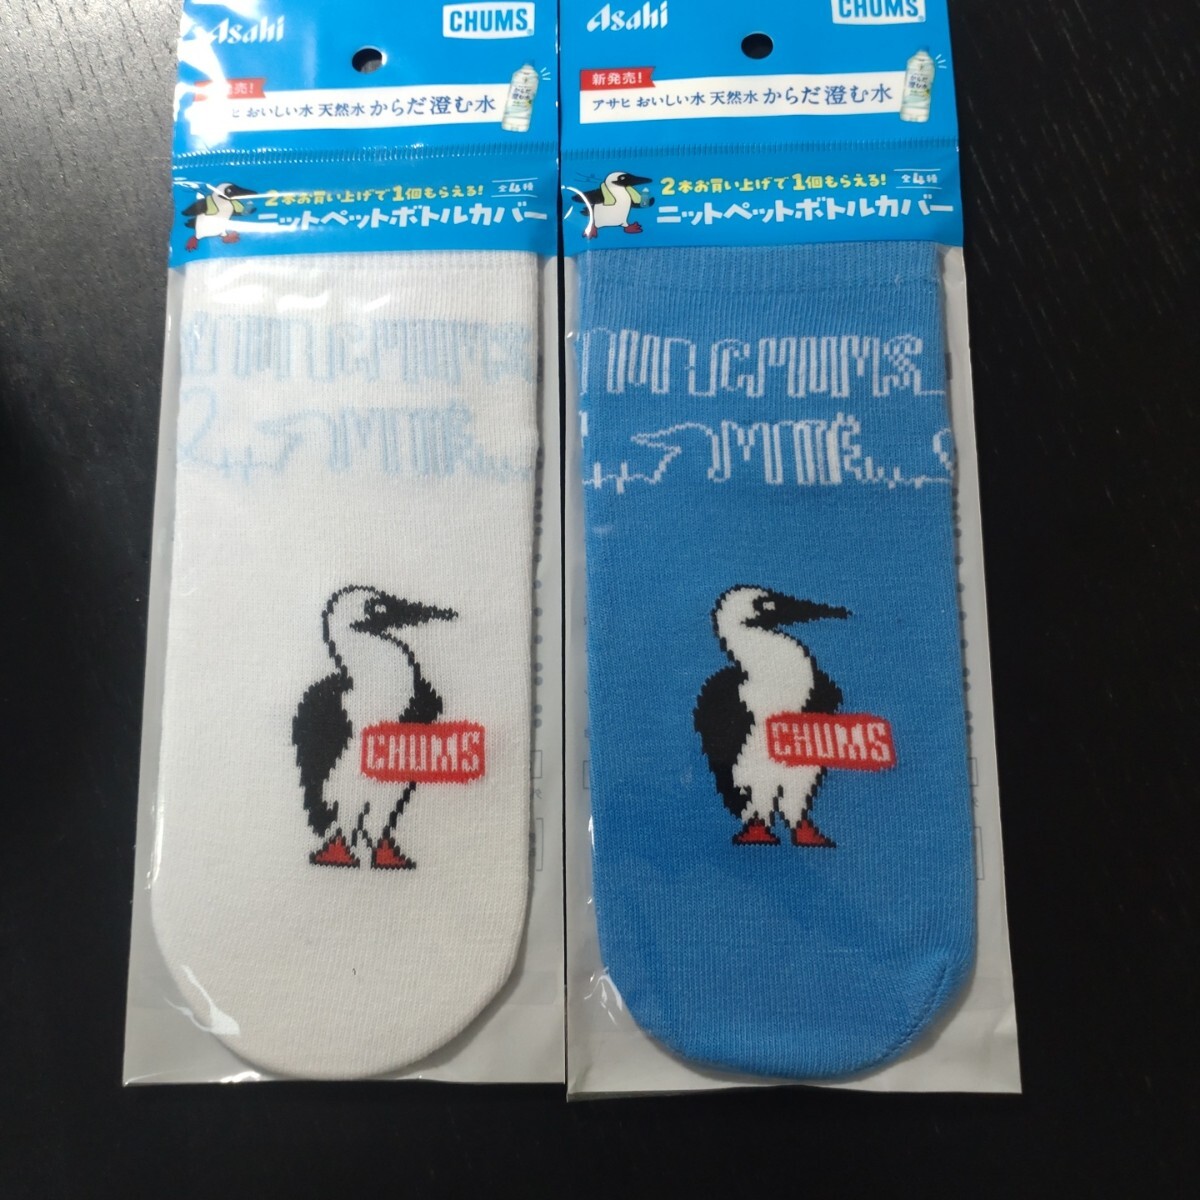 Asahi
CHUMS
発売!
ヒ おいしい水 天然水 からだ澄む水
2本お買い上げで1個もらえる! 全4種
ニットペットボトルカバー
CHUMS
CHUMS
Asahi
CHUMS
新発売!
アサヒ おいしい水 天然水 からだ澄む水
2本お買い上げで1個もらえる! 全4種
ニットペットボトルカバー
CHUMS
CHUMS